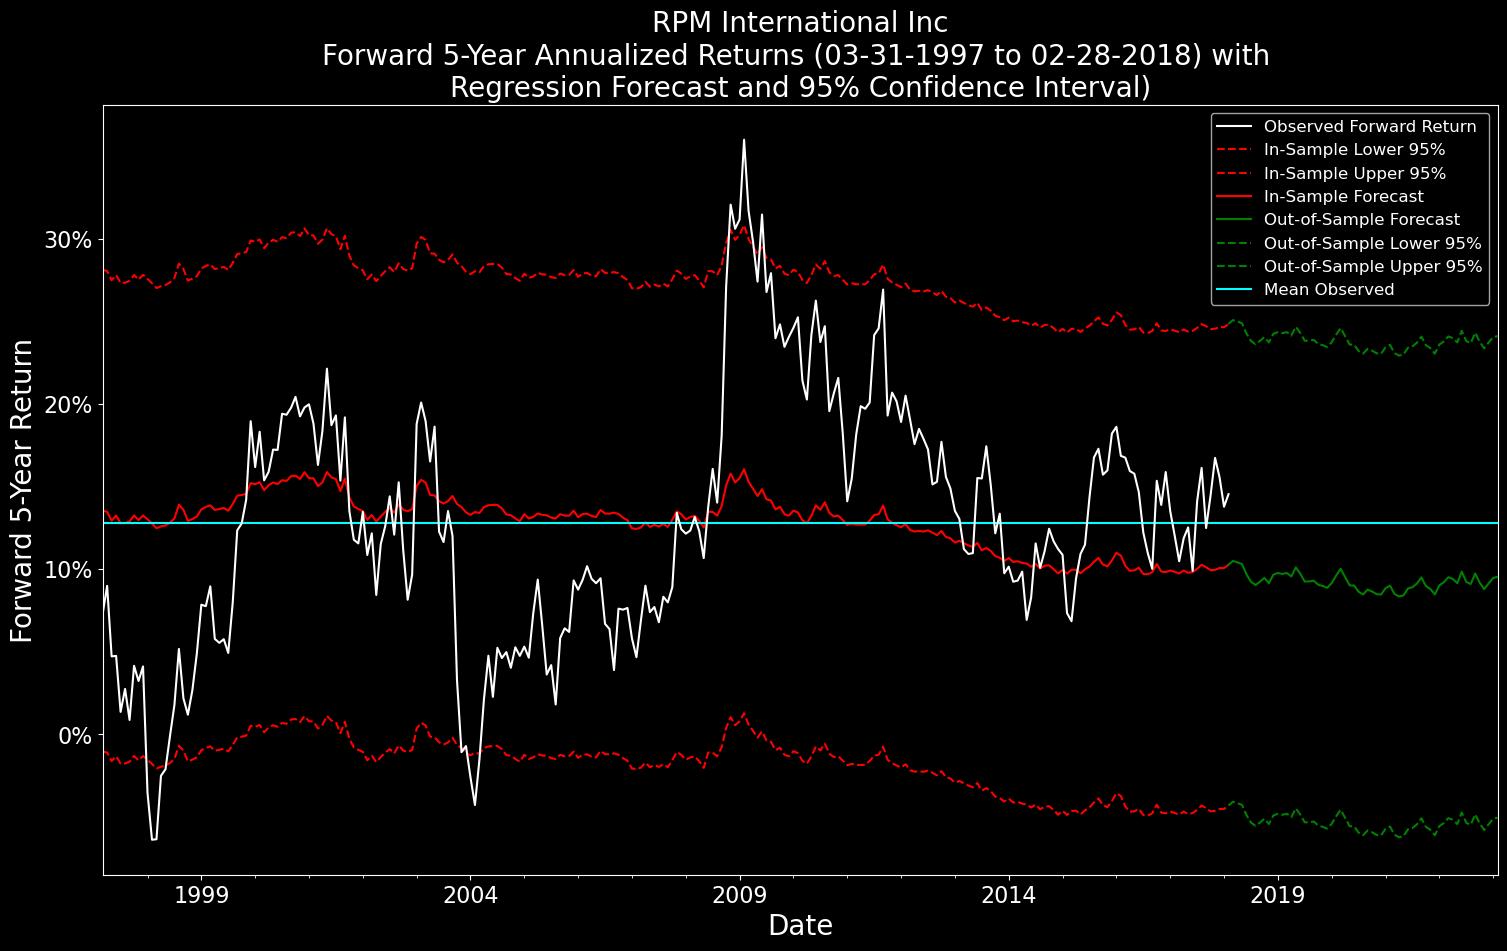 RPM International Inc
Forward 5-Year Annualized Returns (03-31-1997 to 02-28-2018) with
Regression Forecast and 95% Confidence Interval)
Observed Forward Return
In-Sample Lower 95%
In-Sample Upper 95%
In-Sample Forecast
Out-of-Sample Forecast
Out-of-Sample Lower 95%
Out-of-Sample Upper 95%
Mean Observed
Forward 5-Year Return
30%
20%
10%
0%
1999
2004
2009
2014
2019
Date